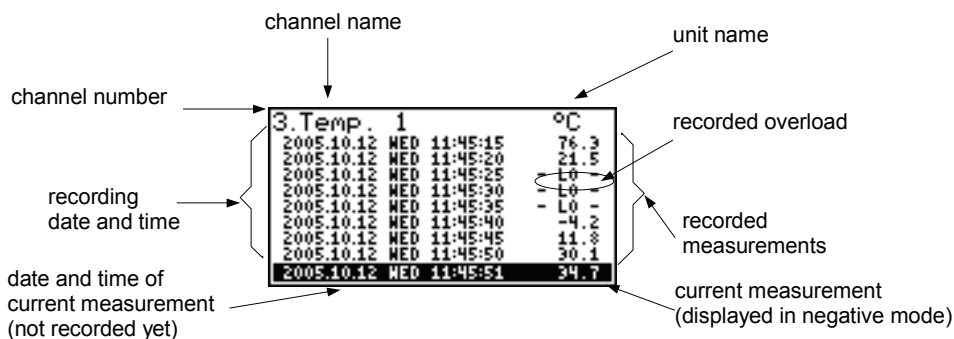 channel name
unit name
channel number
recorded overload
3.Temp. 1 °C
2005.10.12 WED 11:45:15 76.3
2005.10.12 WED 11:45:20 21.5
2005.10.12 WED 11:45:25 - LO -
2005.10.12 WED 11:45:30 - LO -
2005.10.12 WED 11:45:35 - LO -
2005.10.12 WED 11:45:40 -4.2
2005.10.12 WED 11:45:45 11.8
2005.10.12 WED 11:45:50 30.1
2005.10.12 WED 11:45:51 34.7
recording
date and time
recorded
measurements
date and time of
current measurement
(not recorded yet)
current measurement
(displayed in negative mode)